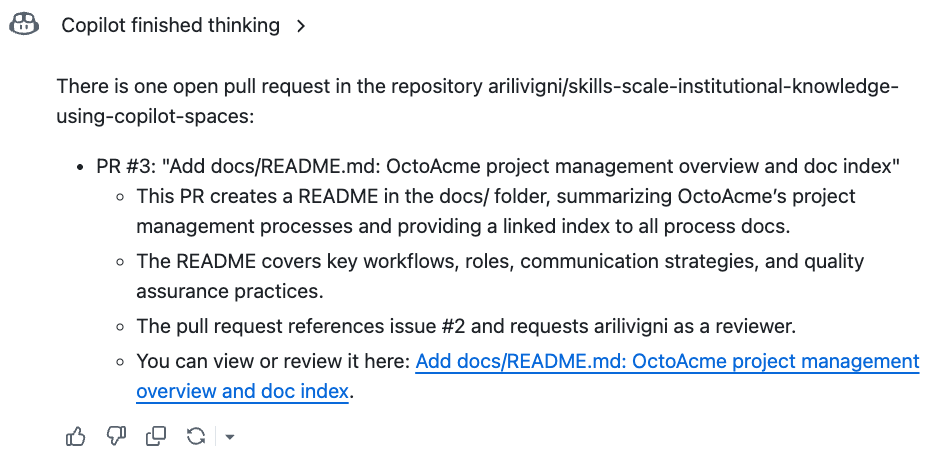 Copilot finished thinking
There is one open pull request in the repository arilivigni/skills-scale-institutional-knowledge-
using-copilot-spaces:
• PR #3: "Add docs/README.md: OctoAcme project management overview and doc index"
◦ This PR creates a README in the docs/ folder, summarizing OctoAcme’s project
management processes and providing a linked index to all process docs.
◦ The README covers key workflows, roles, communication strategies, and quality
assurance practices.
◦ The pull request references issue #2 and requests arilivigni as a reviewer.
◦ You can view or review it here: Add docs/README.md: OctoAcme project management
overview and doc index.